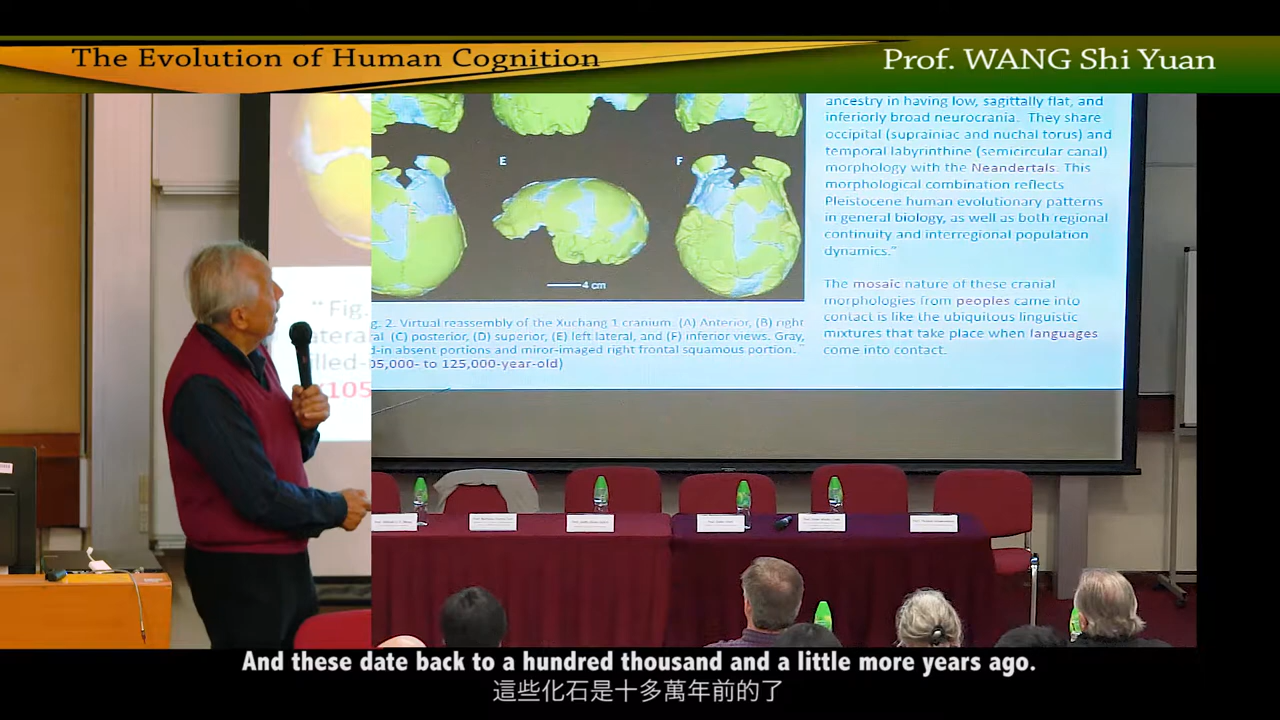 The Evolution of Human Cognition
Prof. WANG Shi Yuan
ancestry in having low, sagittally flat, and
inferiorly broad neurocrania. They share
occipital (suprainiac and nuchal torus) and
temporal labyrinthine (semicircular canal)
morphology with the Neandertals. This
morphological combination reflects
Pleistocene human evolutionary patterns
in general biology, as well as both regional
continuity and interregional population
dynamics."
The mosaic nature of these cranial
morphologies from peoples came into
contact is like the ubiquitous linguistic
mixtures that take place when languages
come into contact.
E
F
4 cm
g. 2. Virtual reassembly of the Xuchang 1 cranium. (A) Anterior, (B) right
ral (C) posterior, (D) superior, (E) left lateral, and (F) inferior views. Gray,
d-in absent portions and miror-imaged right frontal squamous portion."
05,000- to 125,000-year-old)
" Fig.
lateral
illed-
(105
And these date back to a hundred thousand and a little more years ago.
這些化石是十多萬年前的了